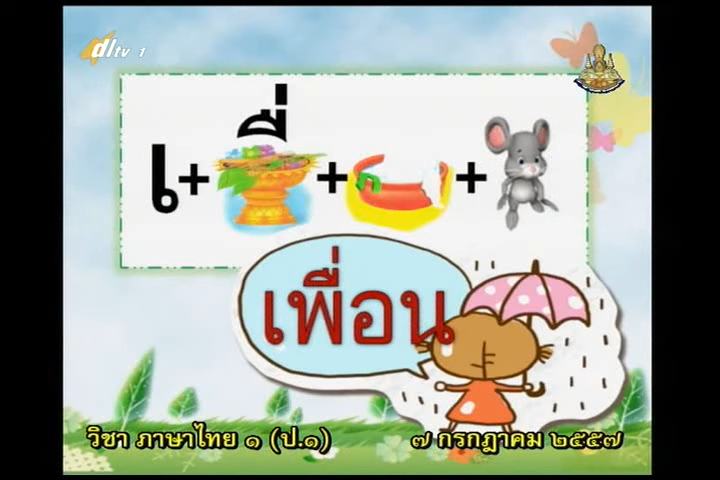 dltv 1
เ + ื่ + + 
เพื่อน
วิชา ภาษาไทย ๑ (ป.๑) ๗ กรกฎาคม ๒๕๕๗